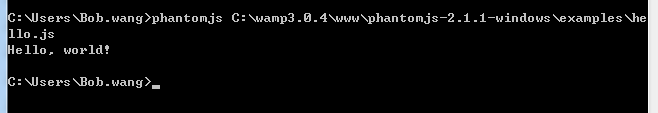 C:\Users\Bob.wang>phantomjs C:\wamp3.0.4\www\phantomjs-2.1.1-windows\examples\he
llo.js
Hello, world!
C:\Users\Bob.wang>_